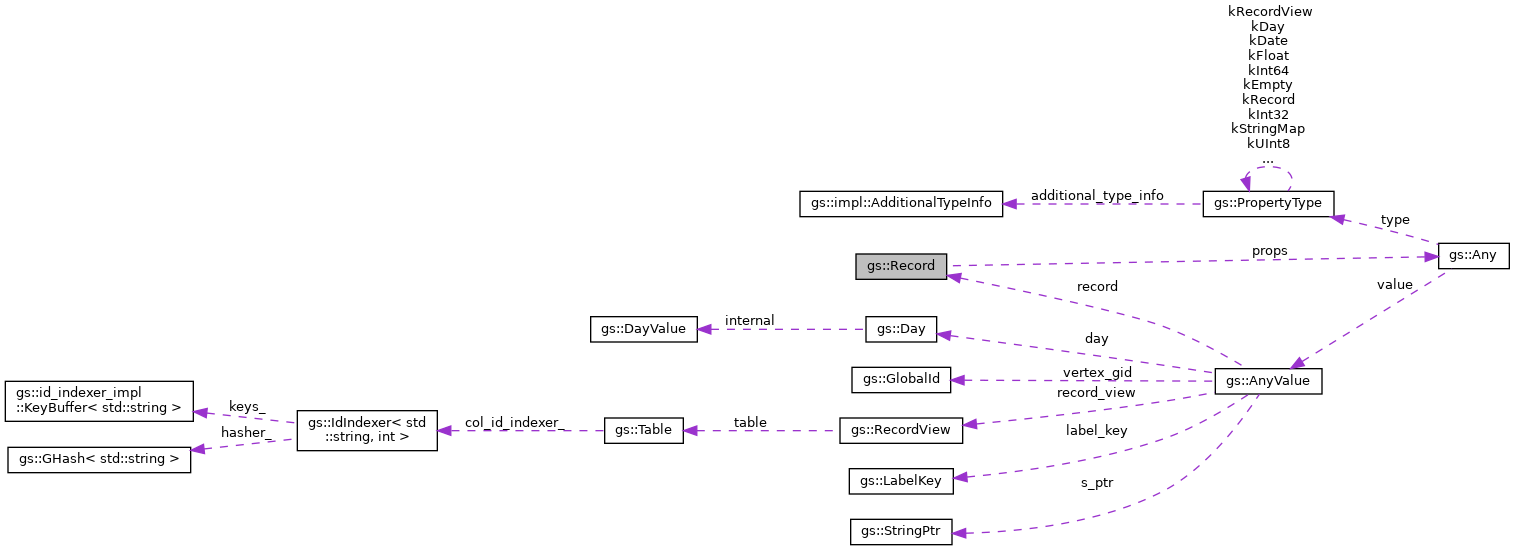 kRecordView
kDay
kDate
kFloat
kInt64
kEmpty
kRecord
kInt32
kStringMap
kUInt8
...
additional_type_info
gs::impl::AdditionalTypeInfo
gs::PropertyType
type
props
gs::Any
gs::Record
record
value
internal
gs::DayValue
gs::Day
day
vertex_gid
gs::GlobalId
gs::AnyValue
record_view
gs::id_indexer_impl
::KeyBuffer< std::string >
keys_
gs::IdIndexer< std
::string, int >
col_id_indexer_
gs::Table
table
gs::RecordView
label_key
hasher_
gs::GHash< std::string >
gs::LabelKey
s_ptr
gs::StringPtr